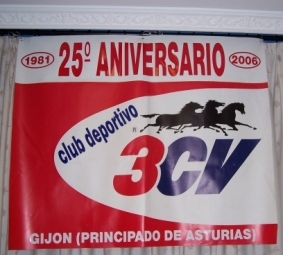 1981 25º ANIVERSARIO 2006
club deportivo
3CV
GIJON (PRINCIPADO DE ASTURIAS)